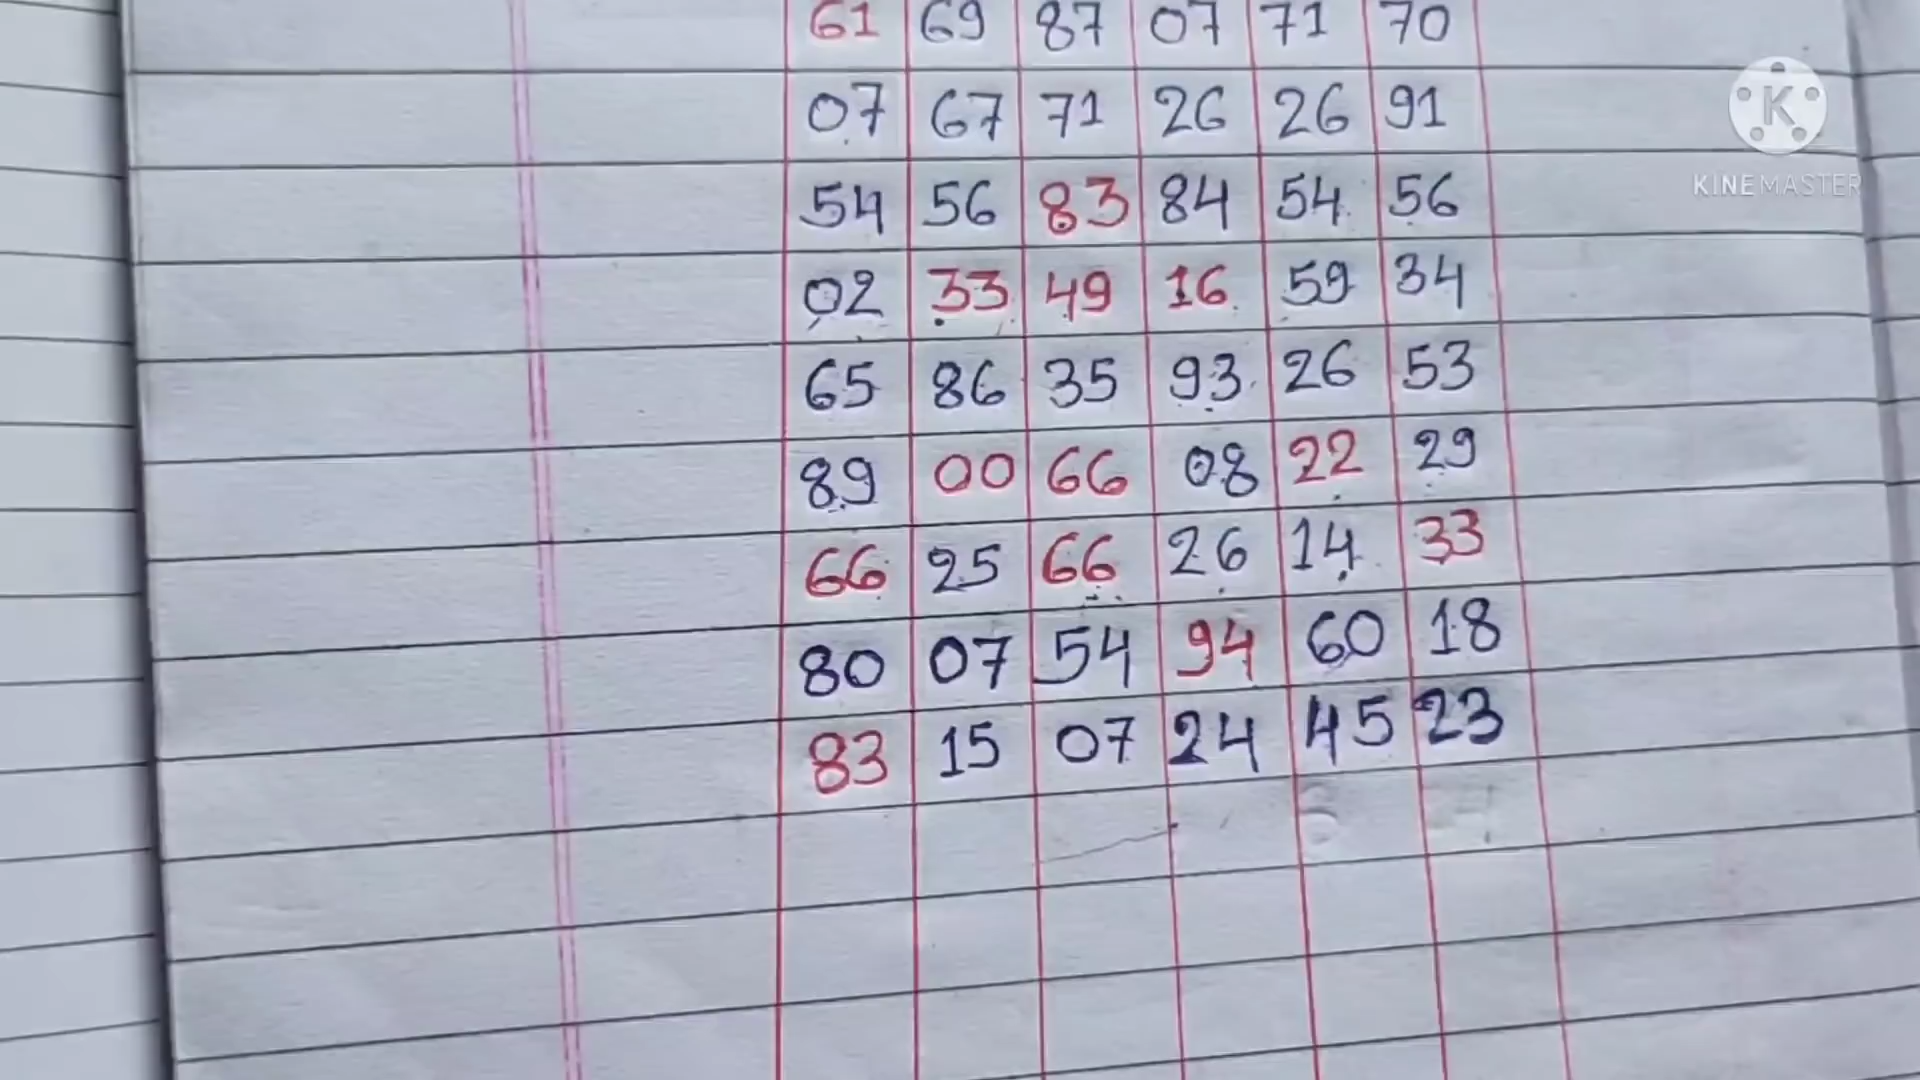 61 69 87 07 71 70
07 67 71 26 26 91
54 56 83 84 54 56
02 33 49 16 59 34
65 86 35 93 26 53
89 00 66 08 22 29
66 25 66 26 14 33
80 07 54 94 60 18
83 15 07 24 45 23
K
KINEMASTER